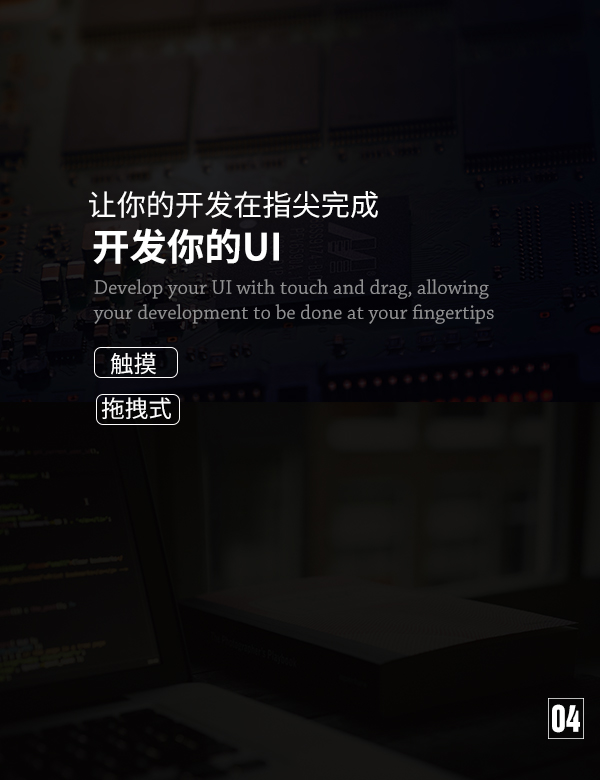 让你的开发在指尖完成
开发你的UI
Develop your UI with touch and drag, allowing
your development to be done at your fingertips
触摸
拖拽式
04